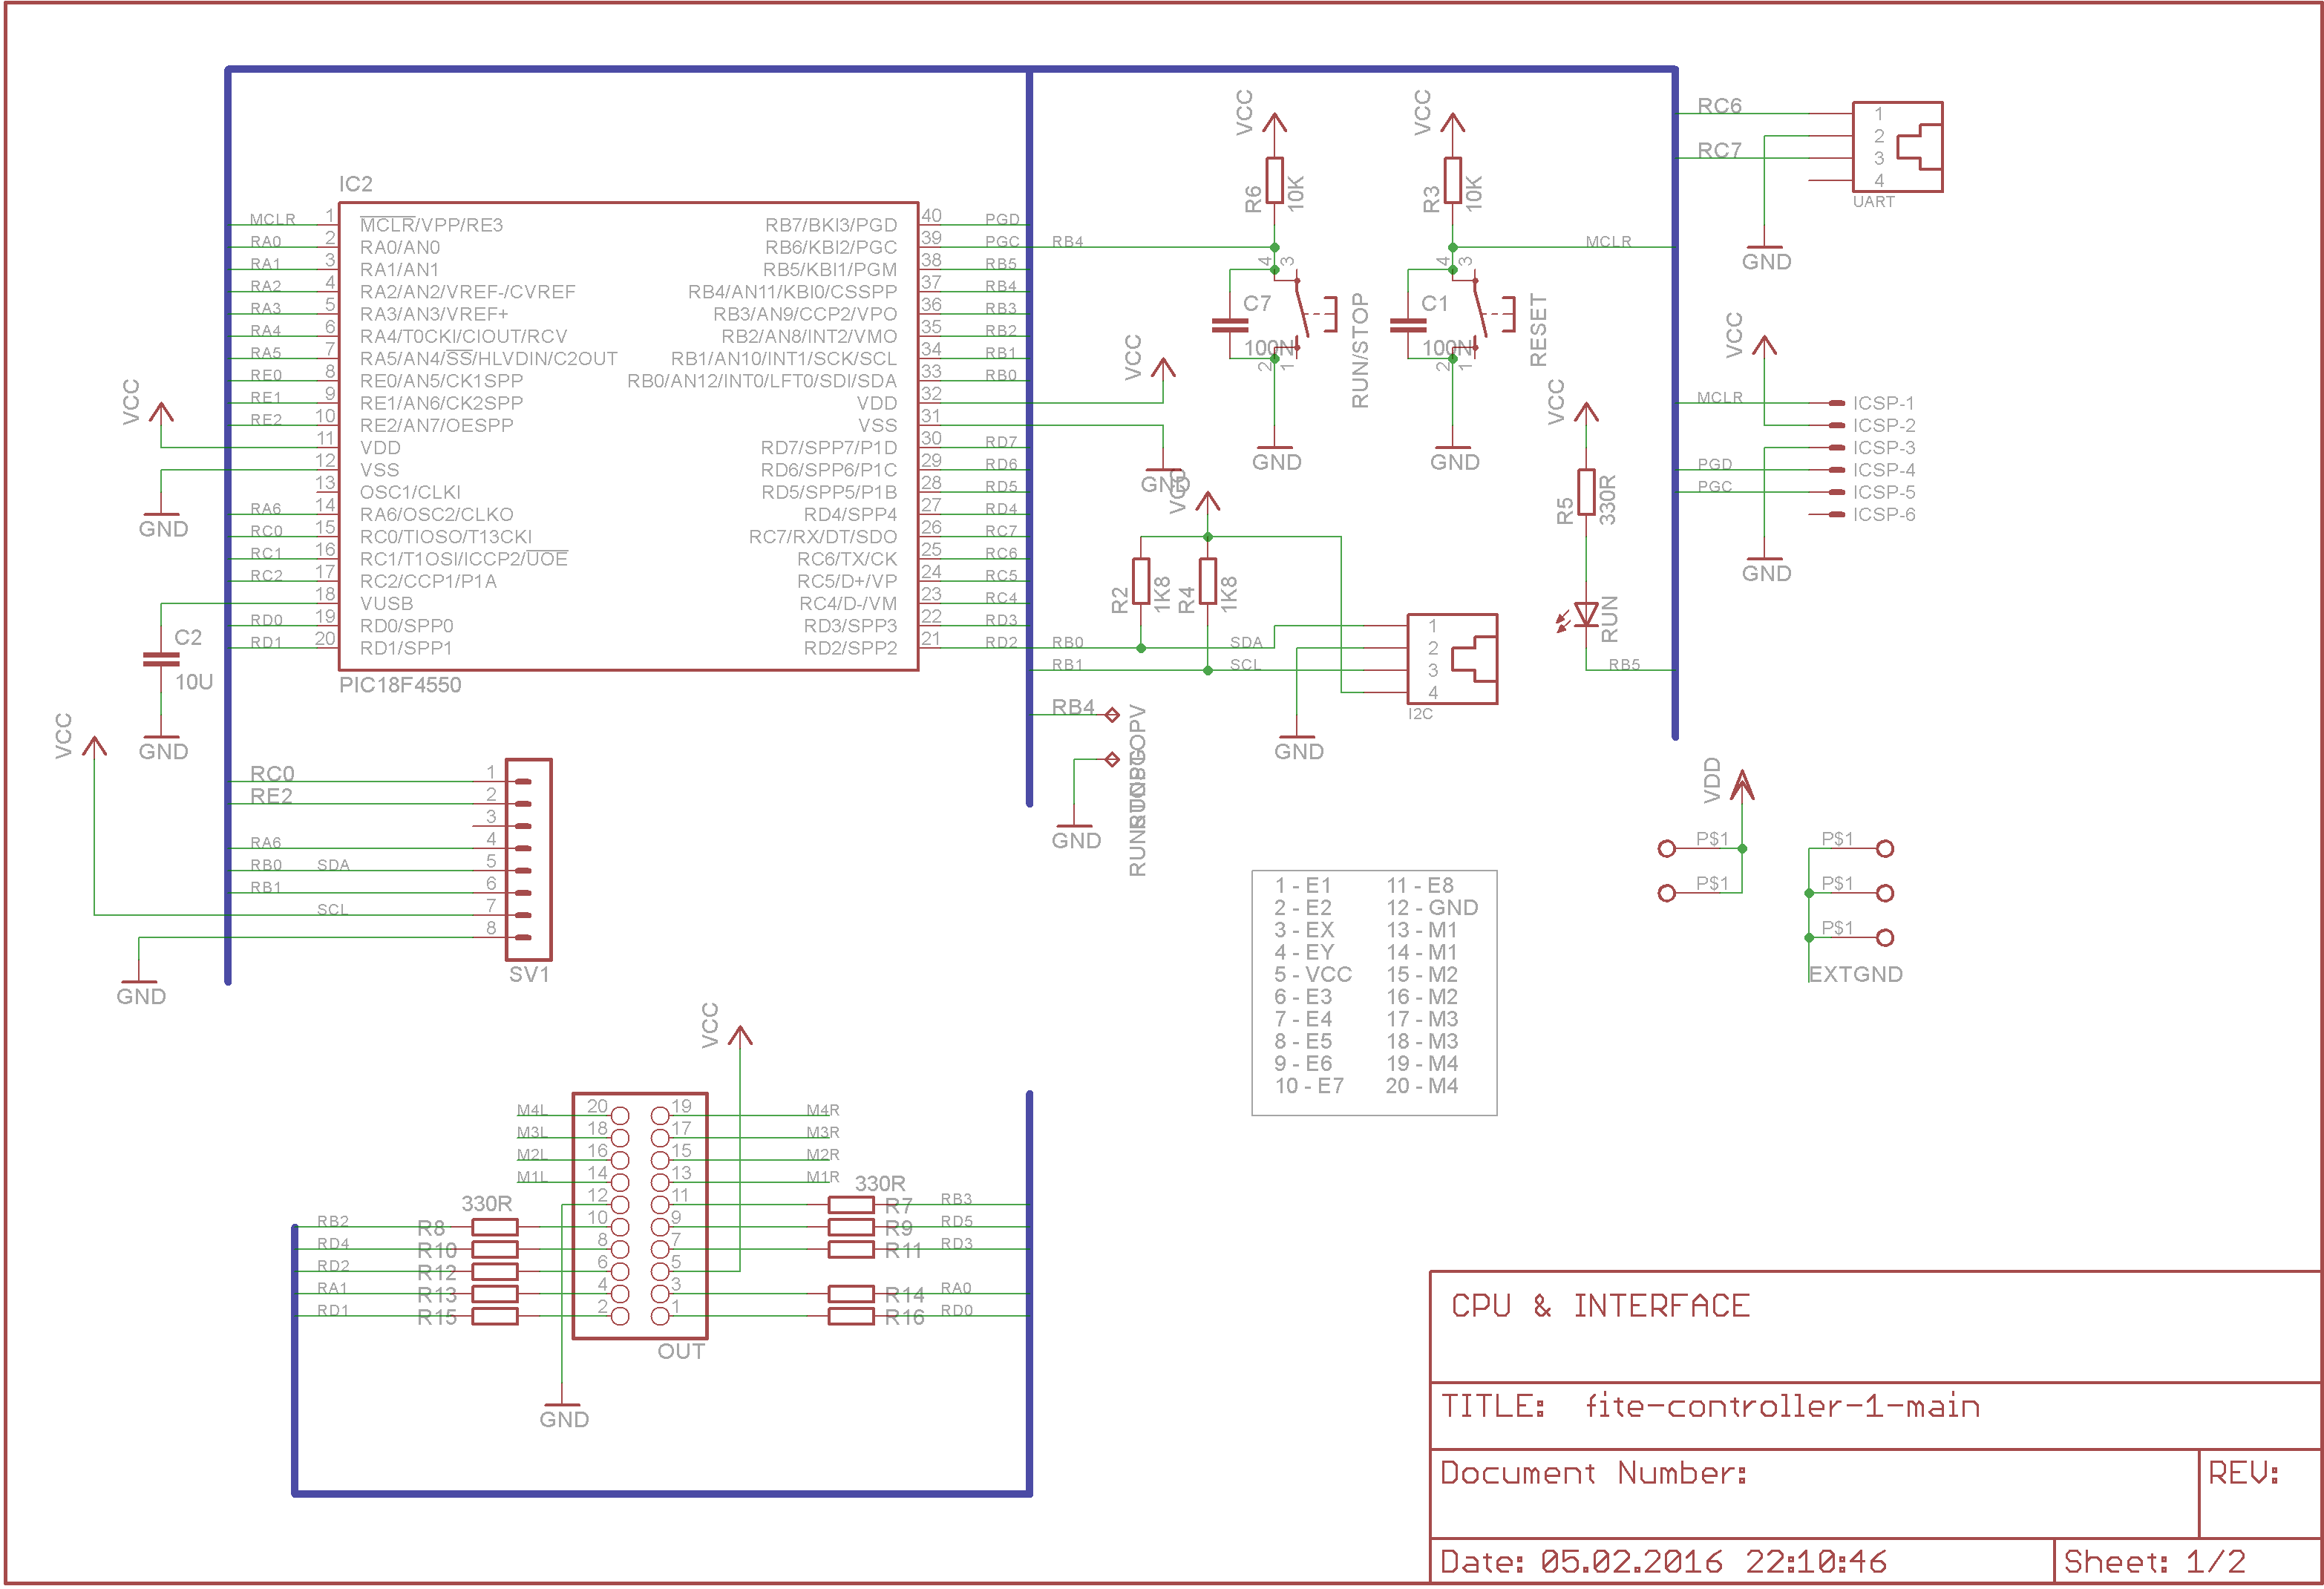 IC2
MCLR 1 MCLR/VPP/RE3
RA0 2 RA0/AN0
RA1 3 RA1/AN1
RA2 4 RA2/AN2/VREF-/CVREF
RA3 5 RA3/AN3/VREF+
RA4 6 RA4/T0CKI/CIOUT/RCV
RA5 7 RA5/AN4/SS/HLVDIN/C2OUT
RE0 8 RE0/AN5/CK1SPP
RE1 9 RE1/AN6/CK2SPP
RE2 10 RE2/AN7/OESPP
11 VDD
12 VSS
13 OSC1/CLKI
RA6 14 RA6/OSC2/CLKO
RC0 15 RC0/TIOSO/T13CKI
RC1 16 RC1/T1OSI/ICCP2/UOE
RC2 17 RC2/CCP1/P1A
18 VUSB
RD0 19 RD0/SPP0
RD1 20 RD1/SPP1
RB7/BKI3/PGD 40 PGD
RB6/KBI2/PGC 39 PGC
RB5/KBI1/PGM 38 RB5
RB4/AN11/KBI0/CSSPP 37 RB4
RB3/AN9/CCP2/VPO 36 RB3
RB2/AN8/INT2/VMO 35 RB2
RB1/AN10/INT1/SCK/SCL 34 RB1
RB0/AN12/INT0/LFT0/SDI/SDA 33 RB0
VDD 32
VSS 31
RD7/SPP7/P1D 30 RD7
RD6/SPP6/P1C 29 RD6
RD5/SPP5/P1B 28 RD5
RD4/SPP4 27 RD4
RC7/RX/DT/SDO 26 RC7
RC6/TX/CK 25 RC6
RC5/D+/VP 24 RC5
RC4/D-/VM 23 RC4
RD3/SPP3 22 RD3
RD2/SPP2 21 RD2
PIC18F4550
VCC
GND
C2
10U
GND
VCC
GND
RC0 1
RE2 2
3
RA6 4
RB0 SDA 5
RB1 6
SCL 7
8
SV1
RB4
VCC
R6
10K
4 3
C7
100N
2 1
RUN/STOP
GND
VCC
R3
10K
MCLR
4 3
C1
100N
2 1
RESET
GND
VCC
GND
VCC
R2
1K8
R4
1K8
RB0 SDA
RB1 SCL
1
2
3
4
I2C
GND
RB4
GND
VCC
R5
330R
RUN
RB5
RC6
RC7
1
2
3
4
UART
GND
VCC
MCLR ICSP-1
ICSP-2
ICSP-3
PGD ICSP-4
PGC ICSP-5
ICSP-6
GND
VDD
P$1
P$1
P$1
P$1
P$1
EXTGND
1 - E1 11 - E8
2 - E2 12 - GND
3 - EX 13 - M1
4 - EY 14 - M1
5 - VCC 15 - M2
6 - E3 16 - M2
7 - E4 17 - M3
8 - E5 18 - M3
9 - E6 19 - M4
10 - E7 20 - M4
VCC
M4L 20 19 M4R
M3L 18 17 M3R
M2L 16 15 M2R
M1L 14 13 M1R
330R 330R
12 11 R7 RB3
RB2 R8 10 9 R9 RD5
RD4 R10 8 7 R11 RD3
RD2 R12 6 5
RA1 R13 4 3 R14 RA0
RD1 R15 2 1 R16 RD0
OUT
GND
CPU & INTERFACE
TITLE: fite-controller-1-main
Document Number:
REV:
Date: 05.02.2016 22:10:46
Sheet: 1/2